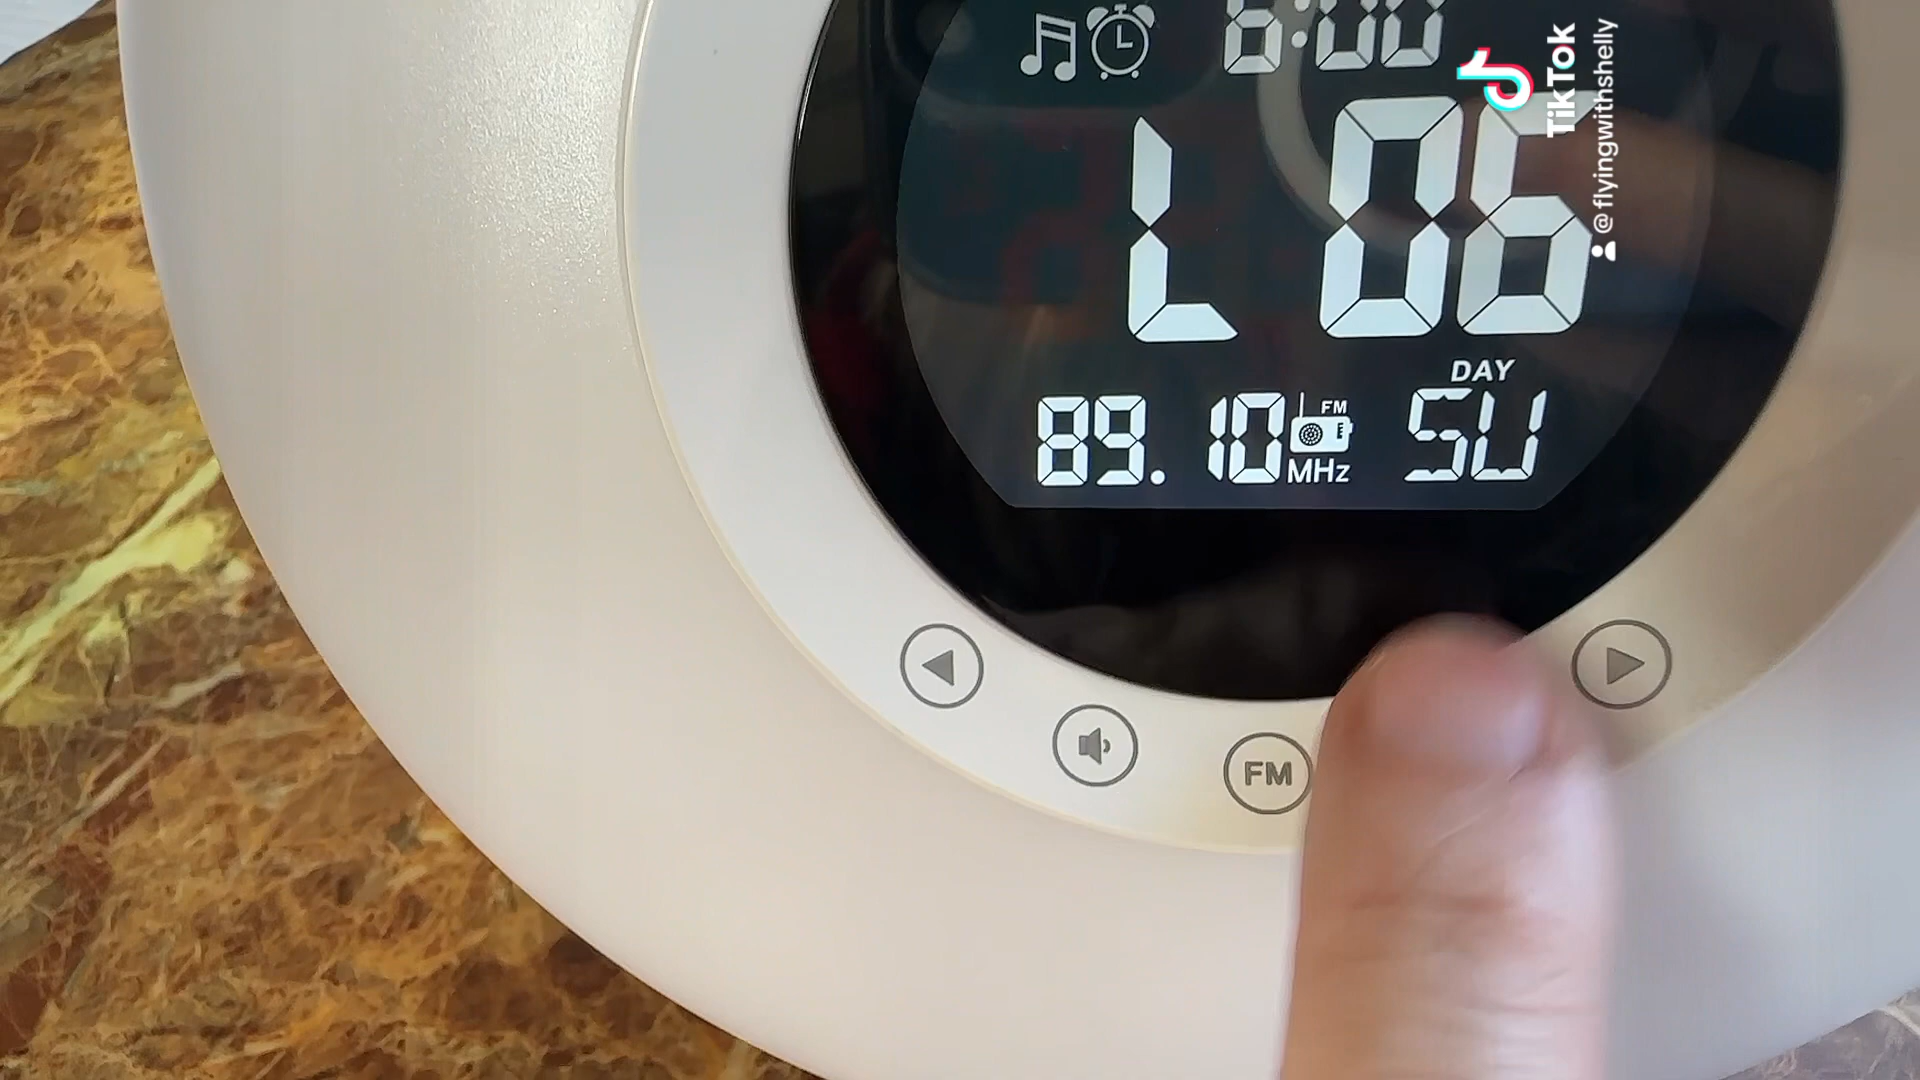 6:00
L 06
DAY
89.10 FM MHz SU
FM
TikTok
@flyingwithshelly